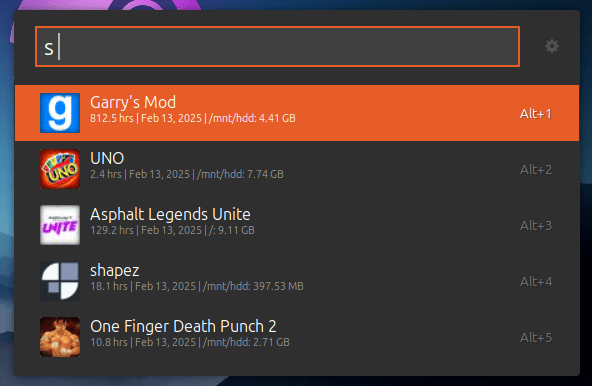 s
Garry's Mod
812.5 hrs | Feb 13, 2025 | /mnt/hdd: 4.41 GB
Alt+1
UNO
UNO
2.4 hrs | Feb 13, 2025 | /mnt/hdd: 7.74 GB
Alt+2
Asphalt Legends Unite
UNITE
129.2 hrs | Feb 13, 2025 | /: 9.11 GB
Alt+3
shapez
18.1 hrs | Feb 13, 2025 | /mnt/hdd: 397.53 MB
Alt+4
One Finger Death Punch 2
10.8 hrs | Feb 13, 2025 | /mnt/hdd: 2.71 GB
Alt+5